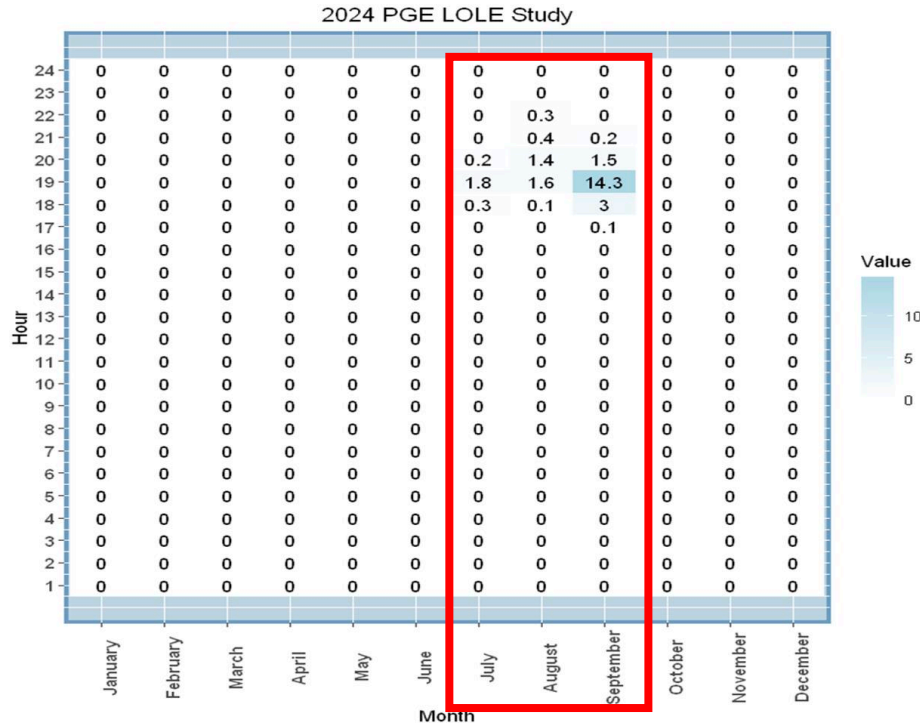 2024 PGE LOLE Study
24 0 0 0 0 0 0 0 0 0 0 0 0
23 0 0 0 0 0 0 0 0 0 0 0 0
22 0 0 0 0 0 0 0 0.3 0 0 0 0
21 0 0 0 0 0 0 0 0.4 0.2 0 0 0
20 0 0 0 0 0 0 0.2 1.4 1.5 0 0 0
19 0 0 0 0 0 0 1.8 1.6 14.3 0 0 0
18 0 0 0 0 0 0 0.3 0.1 3 0 0 0
17 0 0 0 0 0 0 0 0 0.1 0 0 0
16 0 0 0 0 0 0 0 0 0 0 0 0
15 0 0 0 0 0 0 0 0 0 0 0 0
14 0 0 0 0 0 0 0 0 0 0 0 0
13 0 0 0 0 0 0 0 0 0 0 0 0
12 0 0 0 0 0 0 0 0 0 0 0 0
11 0 0 0 0 0 0 0 0 0 0 0 0
10 0 0 0 0 0 0 0 0 0 0 0 0
9 0 0 0 0 0 0 0 0 0 0 0 0
8 0 0 0 0 0 0 0 0 0 0 0 0
7 0 0 0 0 0 0 0 0 0 0 0 0
6 0 0 0 0 0 0 0 0 0 0 0 0
5 0 0 0 0 0 0 0 0 0 0 0 0
4 0 0 0 0 0 0 0 0 0 0 0 0
3 0 0 0 0 0 0 0 0 0 0 0 0
2 0 0 0 0 0 0 0 0 0 0 0 0
1 0 0 0 0 0 0 0 0 0 0 0 0
Hour
January February March April May June July August September October November December
Month
Value
10
5
0